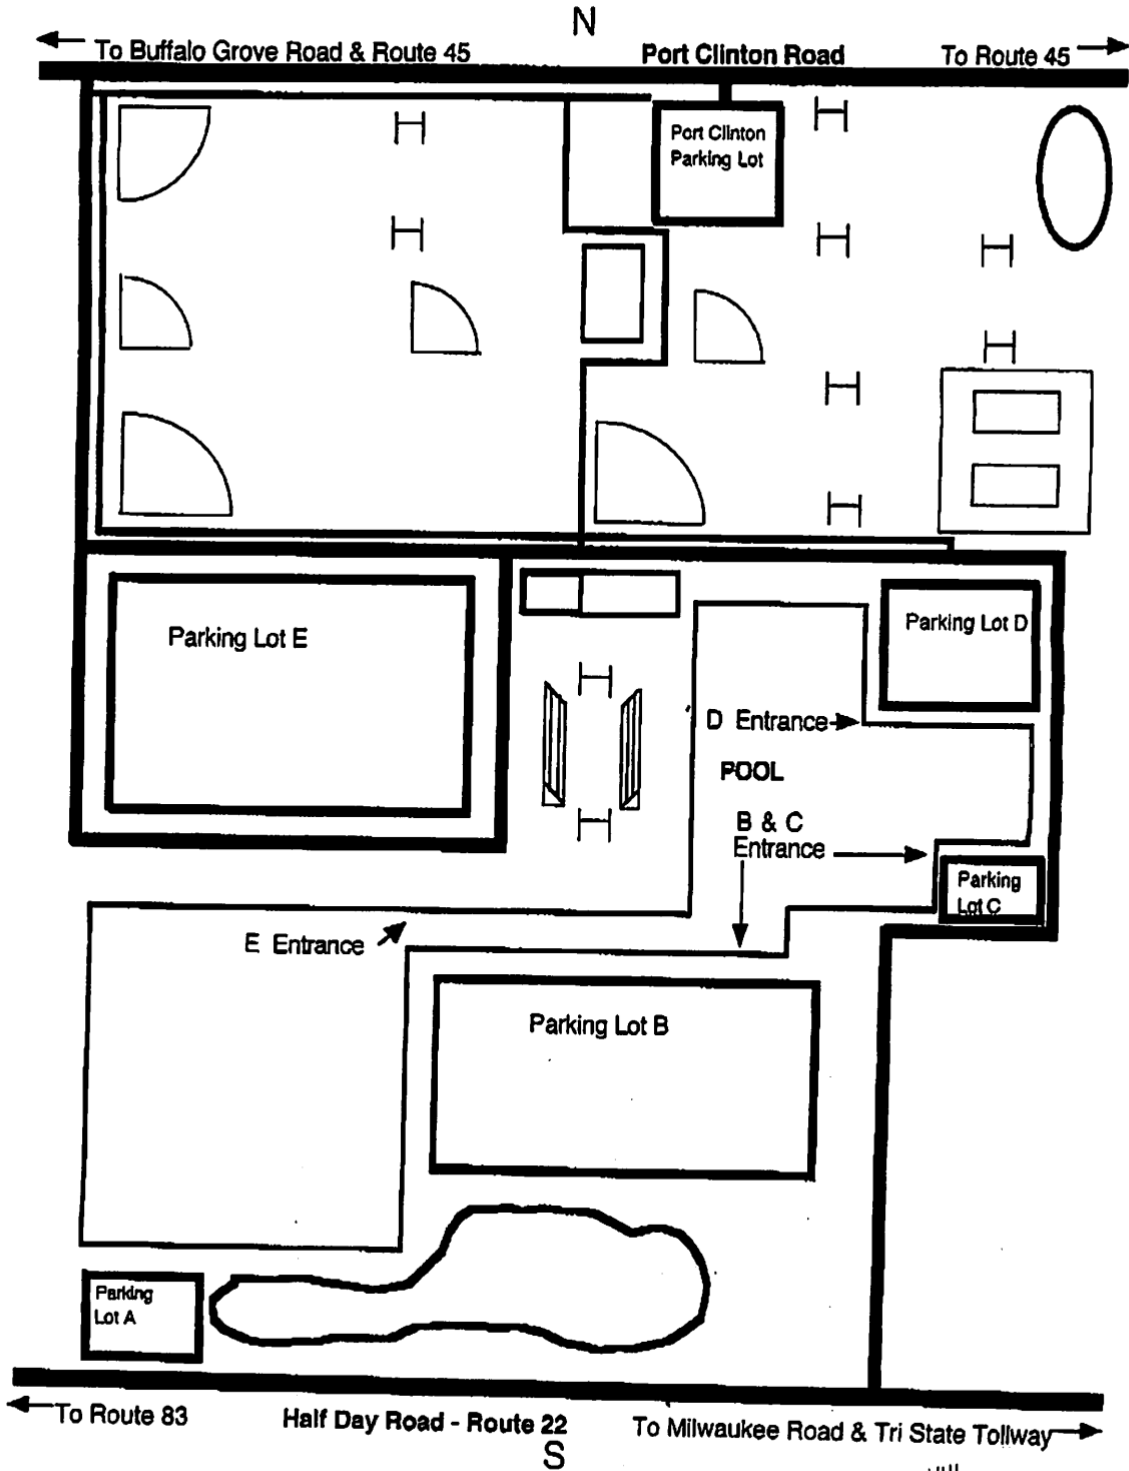 N
To Buffalo Grove Road & Route 45
Port Clinton Road
To Route 45
Port Clinton
Parking Lot
Parking Lot E
Parking Lot D
D Entrance
POOL
B & C
Entrance
Parking
Lot C
E Entrance
Parking Lot B
Parking
Lot A
To Route 83
Half Day Road - Route 22
To Milwaukee Road & Tri State Tollway
S